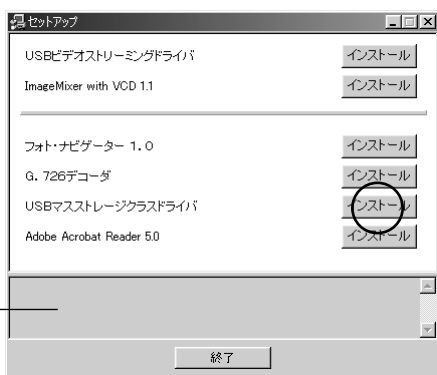 セットアップ
USBビデオストリーミングドライバ インストール
ImageMixer with VCD 1.1 インストール
フォト・ナビゲーター 1.0 インストール
G.726デコーダ インストール
USBマスストレージクラスドライバ インストール
Adobe Acrobat Reader 5.0 インストール
終了